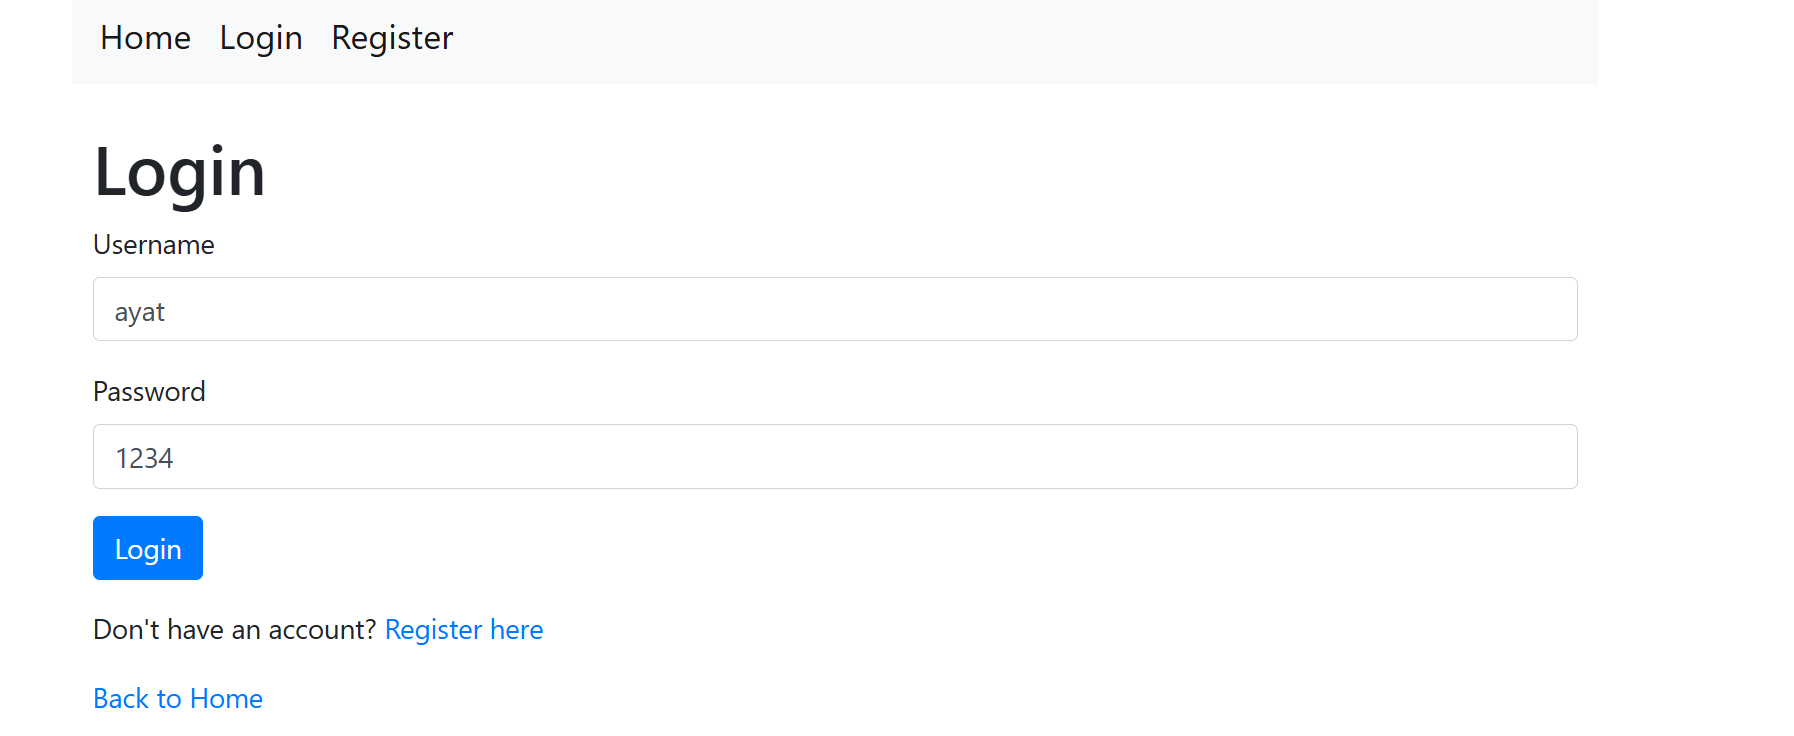 Home Login Register
Login
Username
ayat
Password
1234
Login
Don't have an account? Register here
Back to Home